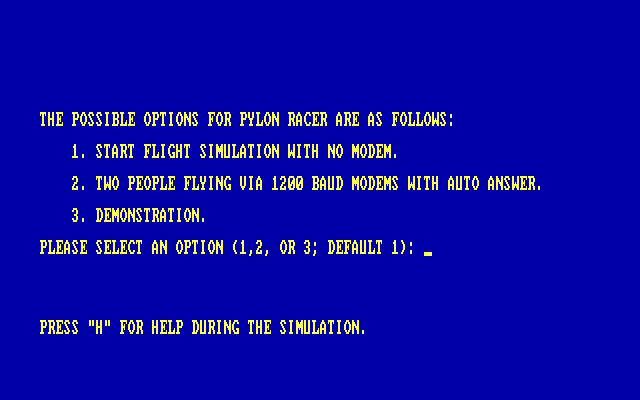 THE POSSIBLE OPTIONS FOR PYLON RACER ARE AS FOLLOWS:
1. START FLIGHT SIMULATION WITH NO MODEM.
2. TWO PEOPLE FLYING VIA 1200 BAUD MODEMS WITH AUTO ANSWER.
3. DEMONSTRATION.
PLEASE SELECT AN OPTION (1,2, OR 3; DEFAULT 1): _
PRESS "H" FOR HELP DURING THE SIMULATION.